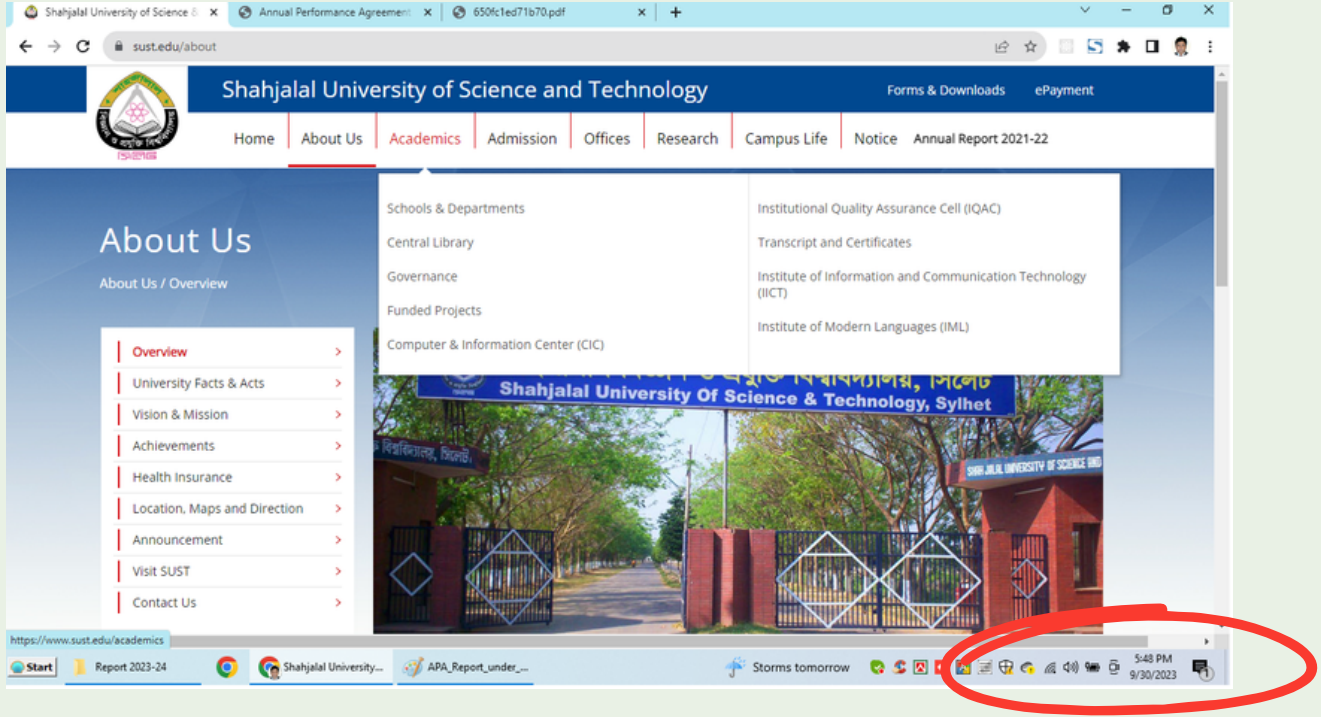 Shahjalal University of Science &
Annual Performance Agreement
650fc1ed71b70.pdf
sust.edu/about
Shahjalal University of Science and Technology
Forms & Downloads ePayment
Home About Us Academics Admission Offices Research Campus Life Notice Annual Report 2021-22
Schools & Departments
Central Library
Governance
Funded Projects
Computer & Information Center (CIC)
Institutional Quality Assurance Cell (IQAC)
Transcript and Certificates
Institute of Information and Communication Technology
(IICT)
Institute of Modern Languages (IML)
About Us
About Us / Overview
Overview
University Facts & Acts
Vision & Mission
Achievements
Health Insurance
Location, Maps and Direction
Announcement
Visit SUST
Contact Us
Shahjalal University Of Science & Technology, Sylhet
SHAH JALAL UNIVERSITY OF SCIENCE AND
https://www.sust.edu/academics
Start Report 2023-24 Shahjalal University... APA_Report_under_... Storms tomorrow 5:48 PM
9/30/2023
1